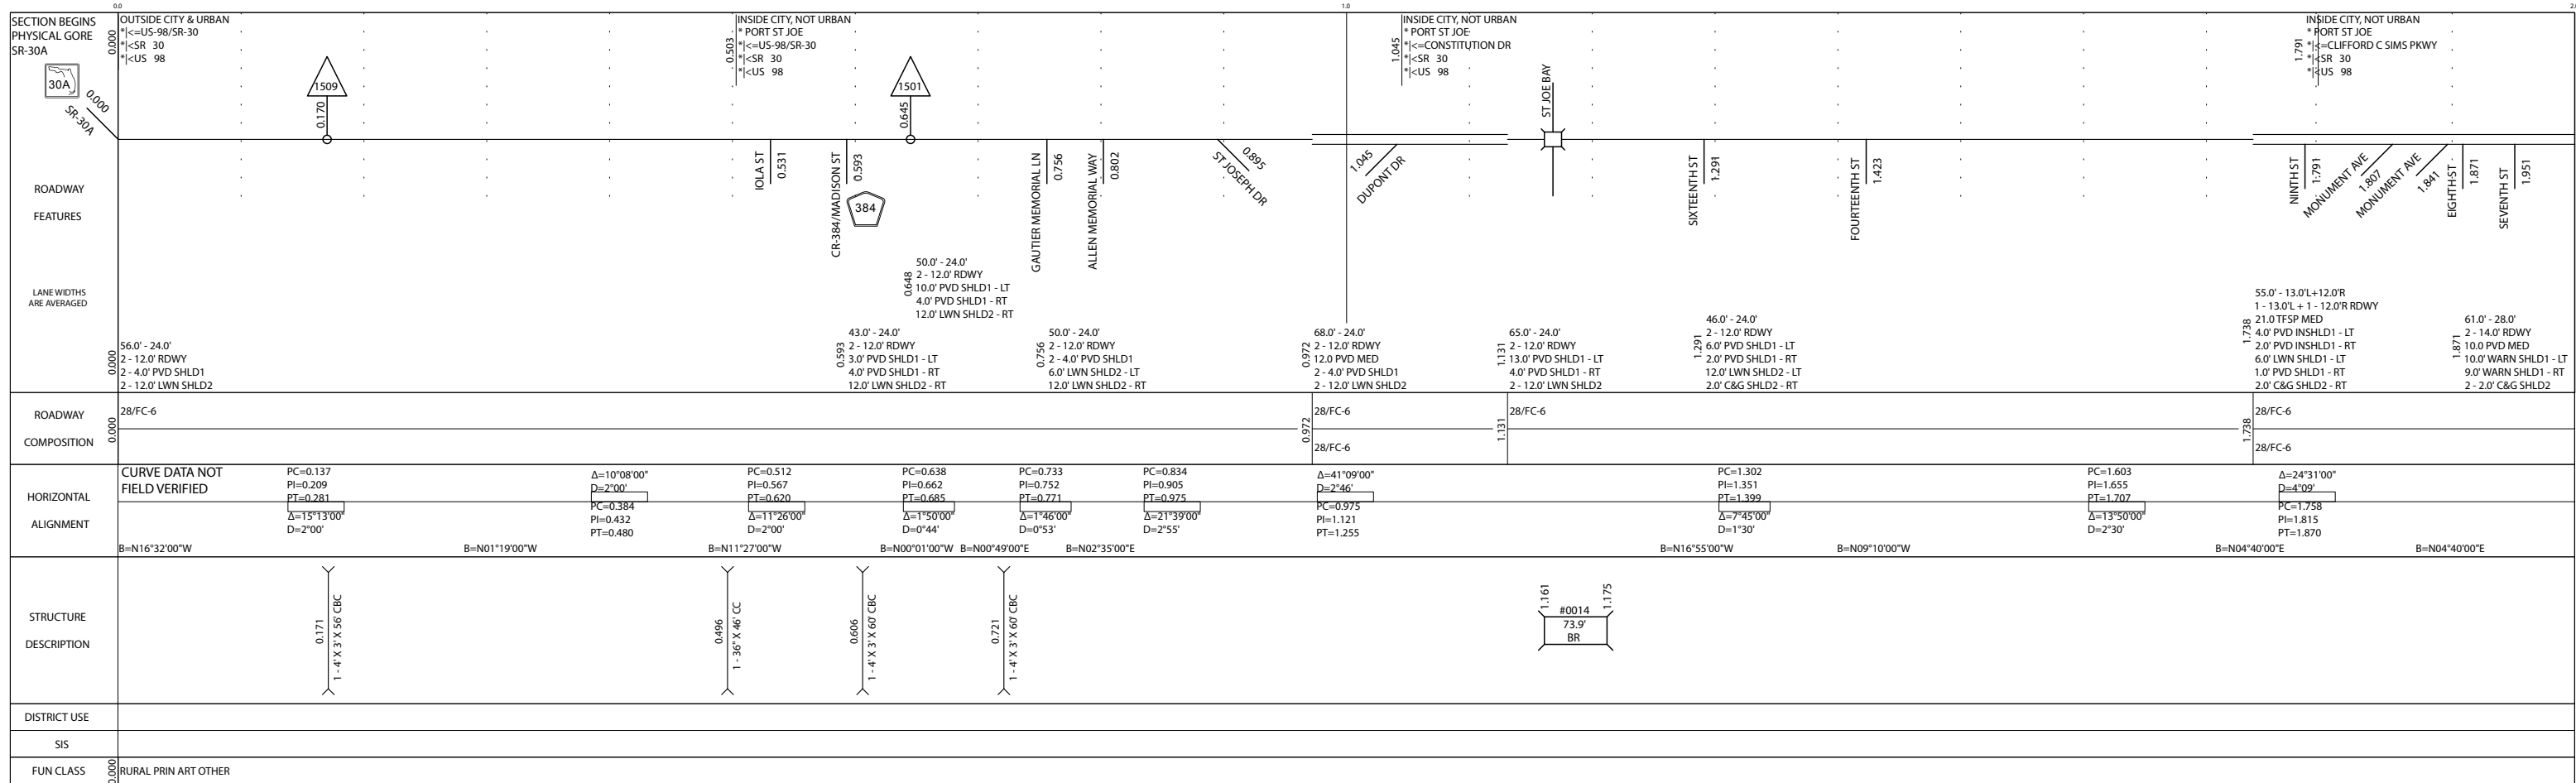 0.0
1.0
2.
SECTION BEGINS
PHYSICAL GORE
SR-30A
30A
0.000
SR-30A
0.000
OUTSIDE CITY & URBAN
*|<=US-98/SR-30
*|<SR 30
*|<US 98
1509
0.170
0.503
INSIDE CITY, NOT URBAN
* PORT ST JOE
*|<=US-98/SR-30
*|<SR 30
*|<US 98
1501
0.645
1.045
INSIDE CITY, NOT URBAN
* PORT ST JOE
*|<=CONSTITUTION DR
*|<SR 30
*|<US 98
ST JOE BAY
1.791
INSIDE CITY, NOT URBAN
* PORT ST JOE
*|<=CLIFFORD C SIMS PKWY
*|<SR 30
*|<US 98
ROADWAY
FEATURES
IOLA ST
0.531
CR-384/MADISON ST
0.593
384
GAUTIER MEMORIAL LN
0.756
ALLEN MEMORIAL WAY
0.802
0.895
ST JOSEPH DR
1.045
DUPONT DR
SIXTEENTH ST
1.291
FOURTEENTH ST
1.423
NINTH ST
1.791
MONUMENT AVE
1.807
MONUMENT AVE
1.841
EIGHTH ST
1.871
SEVENTH ST
1.951
LANE WIDTHS
ARE AVERAGED
0.000
56.0' - 24.0'
2 - 12.0' RDWY
2 - 4.0' PVD SHLD1
2 - 12.0' LWN SHLD2
0.593
43.0' - 24.0'
2 - 12.0' RDWY
3.0' PVD SHLD1 - LT
4.0' PVD SHLD1 - RT
12.0' LWN SHLD2 - RT
0.648
50.0' - 24.0'
2 - 12.0' RDWY
10.0' PVD SHLD1 - LT
4.0' PVD SHLD1 - RT
12.0' LWN SHLD2 - RT
0.756
50.0' - 24.0'
2 - 12.0' RDWY
2 - 4.0' PVD SHLD1
6.0' LWN SHLD2 - LT
12.0' LWN SHLD2 - RT
0.972
68.0' - 24.0'
2 - 12.0' RDWY
12.0 PVD MED
2 - 4.0' PVD SHLD1
2 - 12.0' LWN SHLD2
1.131
65.0' - 24.0'
2 - 12.0' RDWY
13.0' PVD SHLD1 - LT
4.0' PVD SHLD1 - RT
2 - 12.0' LWN SHLD2
1.291
46.0' - 24.0'
2 - 12.0' RDWY
6.0' PVD SHLD1 - LT
2.0' PVD SHLD1 - RT
12.0' LWN SHLD2 - LT
2.0' C&G SHLD2 - RT
1.738
55.0' - 13.0'L+12.0'R
1 - 13.0'L + 1 - 12.0'R RDWY
21.0 TFSP MED
4.0' PVD INSHLD1 - LT
2.0' PVD INSHLD1 - RT
6.0' LWN SHLD1 - LT
1.0' PVD SHLD1 - RT
2.0' C&G SHLD2 - RT
1.871
61.0' - 28.0'
2 - 14.0' RDWY
10.0 PVD MED
10.0' WARN SHLD1 - LT
9.0' WARN SHLD1 - RT
2 - 2.0' C&G SHLD2
ROADWAY
COMPOSITION
0.000
28/FC-6
0.972
28/FC-6
28/FC-6
1.131
28/FC-6
1.738
28/FC-6
28/FC-6
HORIZONTAL
ALIGNMENT
CURVE DATA NOT
FIELD VERIFIED
PC=0.137
PI=0.209
PT=0.281
Δ=15°13'00"
D=2°00'
Δ=10°08'00"
D=2°00'
PC=0.384
PI=0.432
PT=0.480
PC=0.512
PI=0.567
PT=0.620
Δ=11°26'00"
D=2°00'
PC=0.638
PI=0.662
PT=0.685
Δ=1°50'00"
D=0°44'
PC=0.733
PI=0.752
PT=0.771
Δ=1°46'00"
D=0°53'
PC=0.834
PI=0.905
PT=0.975
Δ=21°39'00"
D=2°55'
Δ=41°09'00"
D=2°46'
PC=0.975
PI=1.121
PT=1.255
PC=1.302
PI=1.351
PT=1.399
Δ=7°45'00"
D=1°30'
PC=1.603
PI=1.655
PT=1.707
Δ=13°50'00"
D=2°30'
Δ=24°31'00"
D=4°09'
PC=1.758
PI=1.815
PT=1.870
B=N16°32'00"W
B=N01°19'00"W
B=N11°27'00"W
B=N00°01'00"W
B=N00°49'00"E
B=N02°35'00"E
B=N16°55'00"W
B=N09°10'00"W
B=N04°40'00"E
B=N04°40'00"E
STRUCTURE
DESCRIPTION
0.171
1 - 4' X 3' X 56' CBC
0.496
1 - 36" X 46' CC
0.606
1 - 4' X 3' X 60' CBC
0.721
1 - 4' X 3' X 60' CBC
1.161
1.175
#0014
73.9'
BR
DISTRICT USE
SIS
FUN CLASS
0.000
RURAL PRIN ART OTHER